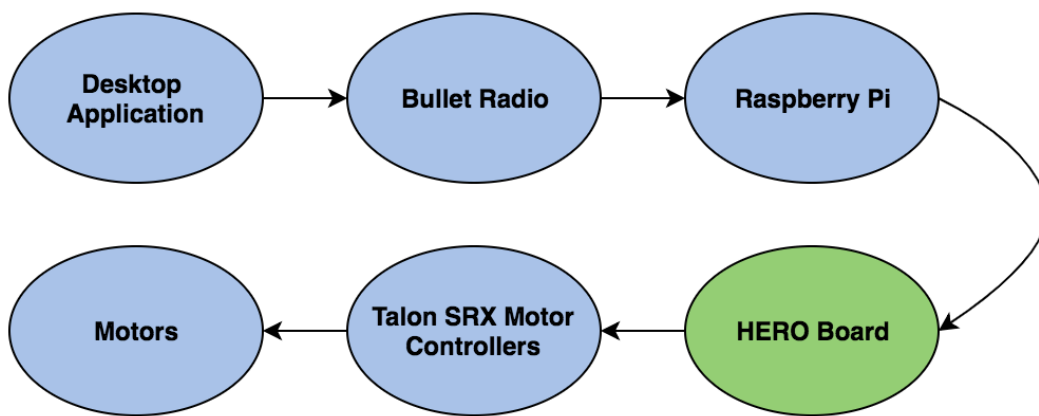 Desktop
Application
Bullet Radio
Raspberry Pi
Motors
Talon SRX Motor
Controllers
HERO Board